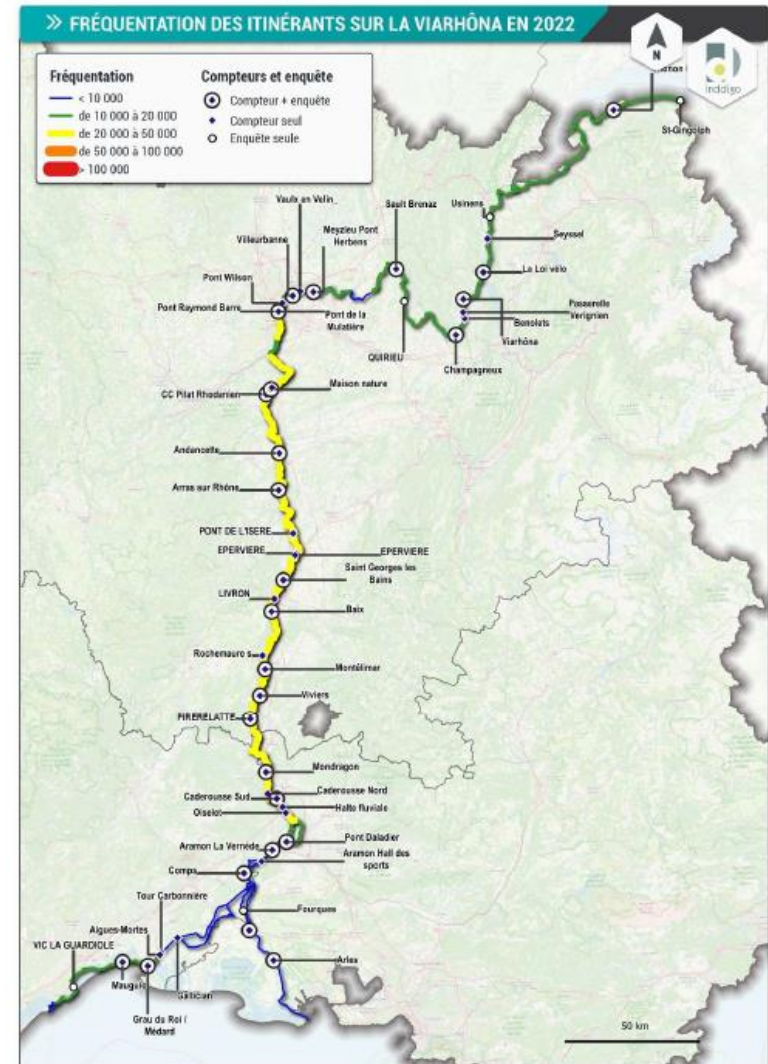 >> FRÉQUENTATION DES ITINÉRANTS SUR LA VIARHÔNA EN 2022
N
inddigo
Fréquentation
< 10 000
de 10 000 à 20 000
de 20 000 à 50 000
de 50 000 à 100 000
> 100 000
Compteurs et enquête
Compteur + enquête
Compteur seul
Enquête seule
St-Gingolph
Vaulx en Velin
Sault Brenaz
Usinens
Meyzieu Pont
Herbens
Villeurbanne
Seyssel
Pont Wilson
La Loi vélo
Pont Raymond Barre
Pont de la
Mulatière
Passerelle
Verignien
Benolets
Viarhôna
QUIRIEU
Champagneux
Maison nature
CC Pilat Rhodanien
Andancette
Arras sur Rhône
PONT DE L'ISERE
EPERVIERE
EPERVIERE
Saint Georges les
Bains
LIVRON
Baix
Rochemaure s
Montélimar
Viviers
PIRERELATTE
Mondragon
Caderousse Nord
Caderousse Sud
Halte fluviale
Oiselet
Pont Daladier
Aramon La Vernède
Aramon Hall des
sports
Comps
Tour Carbonnière
Fourques
Aigues-Mortes
VIC LA GUARDIOLE
Arles
Mauguio
Gallician
Grau du Roi /
Médard
50 km